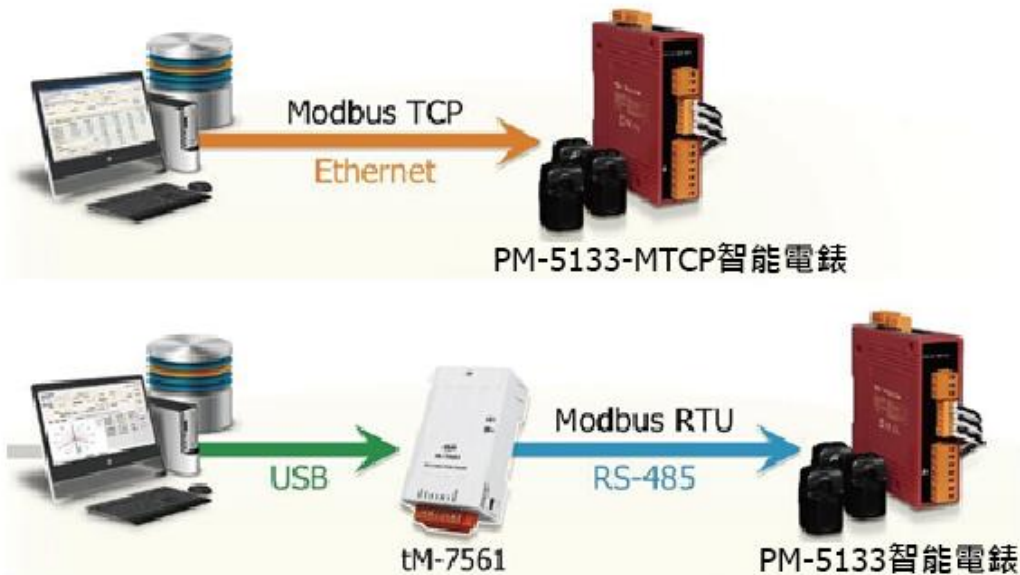 Modbus TCP
Ethernet
PM-5133-MTCP智能電錶
Modbus RTU
USB
RS-485
tM-7561
PM-5133智能電錶